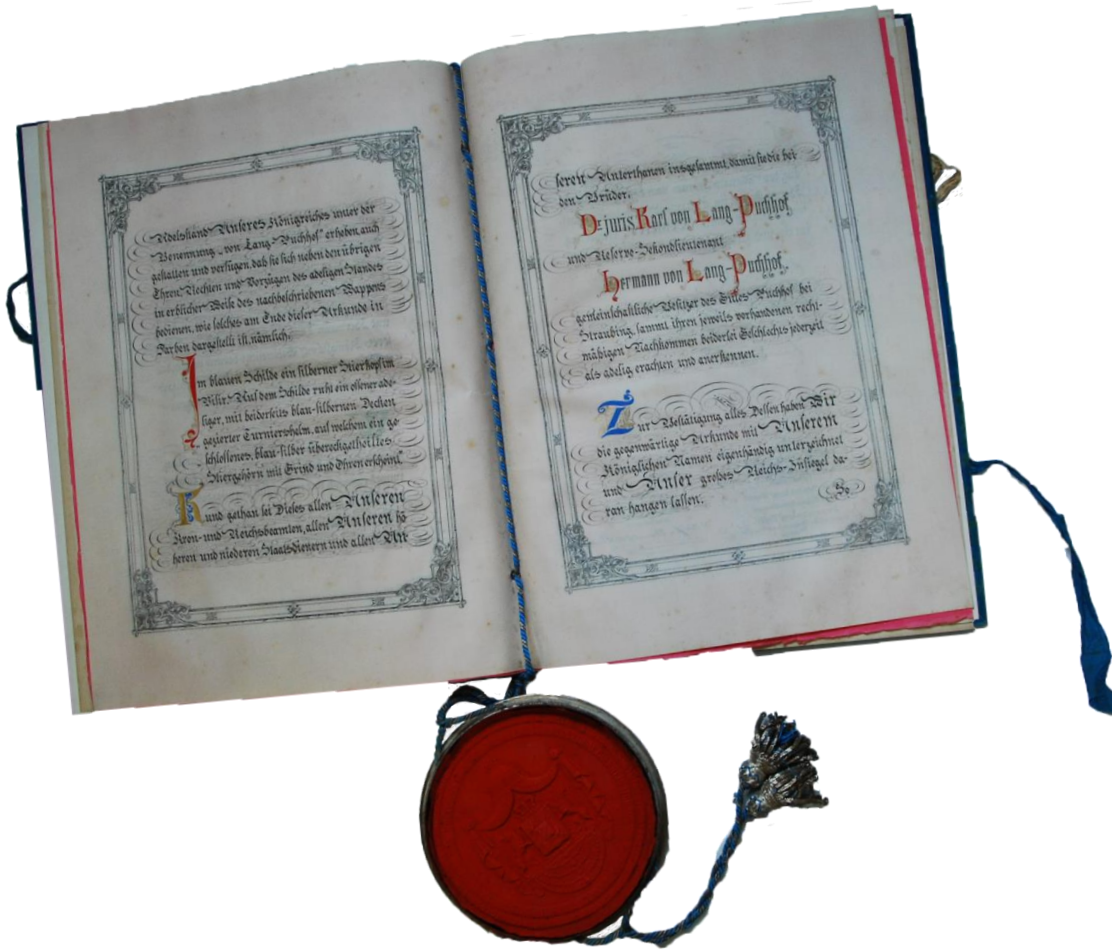 Adelsstand Unseres Königreiches unter der
Benennung „von Lang-Puchhof" erheben, auch
gestatten und verfügen, daß sie sich neben den übrigen
Ehren, Rechten und Vorzügen des adeligen Standes
in erblicher Weise des nachbeschriebenen Wappens
bedienen, wie solches am Ende dieser Urkunde in
Farben dargestellt ist, nämlich:
Im blauen Schilde ein silberner Stierkopf im
Visir. Auf dem Schilde ruht ein offener ade-
liger, mit beiderseits blau-silbernen Decken
gezierter Turniershelm, auf welchem ein ge-
schlossenes, blau-silber übereckgetheiltes
Stiergehörn mit Grind und Ohren erscheint."
Kund gethan sei Dieses allen Unseren
Kron- und Reichsbeamten, allen Unseren hö
heren und niederen Staatsdienern und allen Un
seren Unterthanen insgesammt, damit sie die bei
den Brüder,
Dr juris Karl von Lang-Puchhof
und Reserve-Sekondlieutenant
Hermann von Lang-Puchhof,
gemeinschaftliche Besitzer des Gutes Puchhof bei
Straubing, sammt ihren jeweils vorhandenen recht-
mäßigen Nachkommen beiderlei Geschlechts jederzeit
als adelig erachten und anerkennen.
Zur Bestätigung alles Dessen haben Wir
die gegenwärtige Urkunde mit Unserem
Königlichen Namen eigenhändig unterzeichnet
und Unser großes Reichs-Insiegel da-
ran hangen lassen.
So